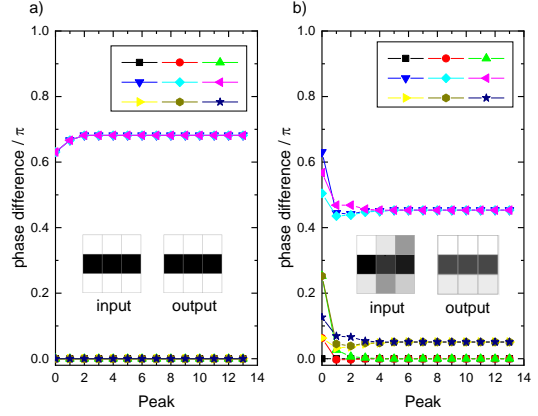 a)
phase difference / π
1.0
0.8
0.6
0.4
0.2
0.0
input output
0 2 4 6 8 10 12 14
Peak
b)
phase difference / π
1.0
0.8
0.6
0.4
0.2
0.0
input output
0 2 4 6 8 10 12 14
Peak